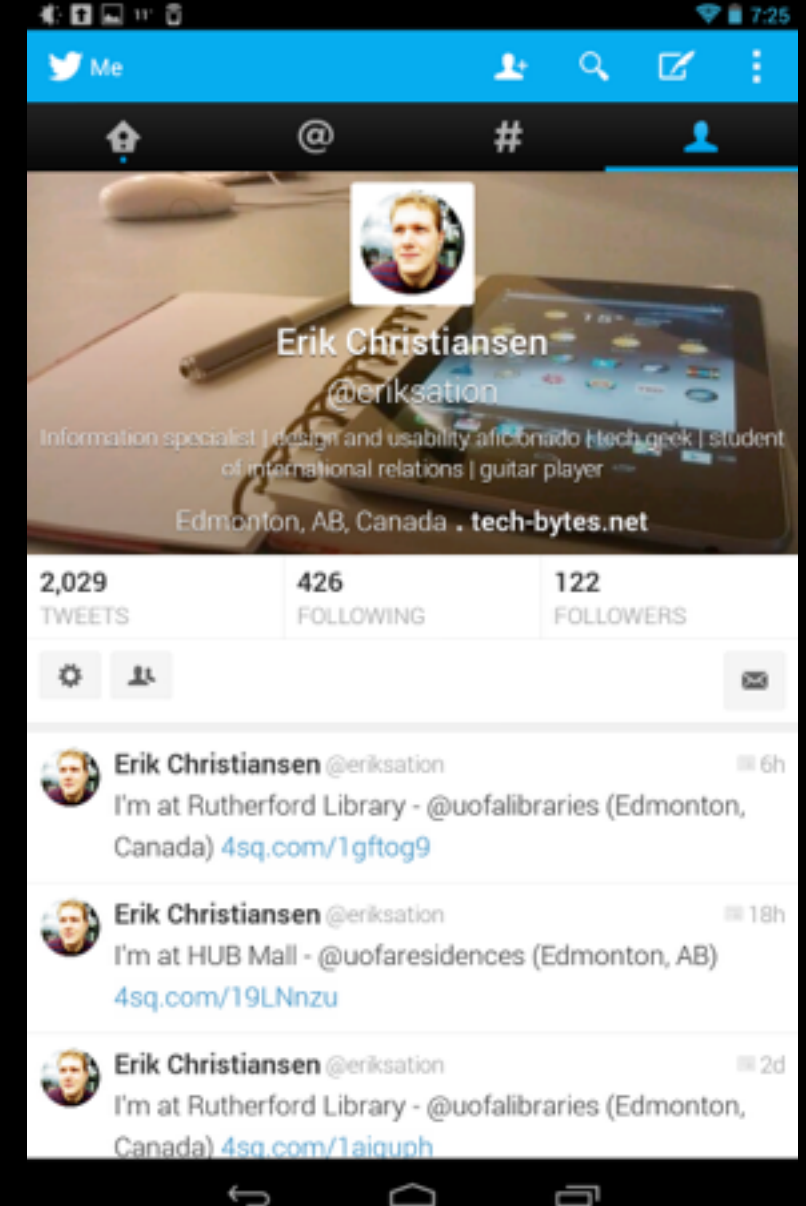 11°
7:25
Me
@
#
Erik Christiansen
@eriksation
Information specialist | design and usability aficionado | tech geek | student
of international relations | guitar player
Edmonton, AB, Canada . tech-bytes.net
2,029
TWEETS
426
FOLLOWING
122
FOLLOWERS
Erik Christiansen @eriksation 6h
I'm at Rutherford Library - @uofalibraries (Edmonton,
Canada) 4sq.com/1gftog9
Erik Christiansen @eriksation 18h
I'm at HUB Mall - @uofaresidences (Edmonton, AB)
4sq.com/19LNnzu
Erik Christiansen @eriksation 2d
I'm at Rutherford Library - @uofalibraries (Edmonton,
Canada)